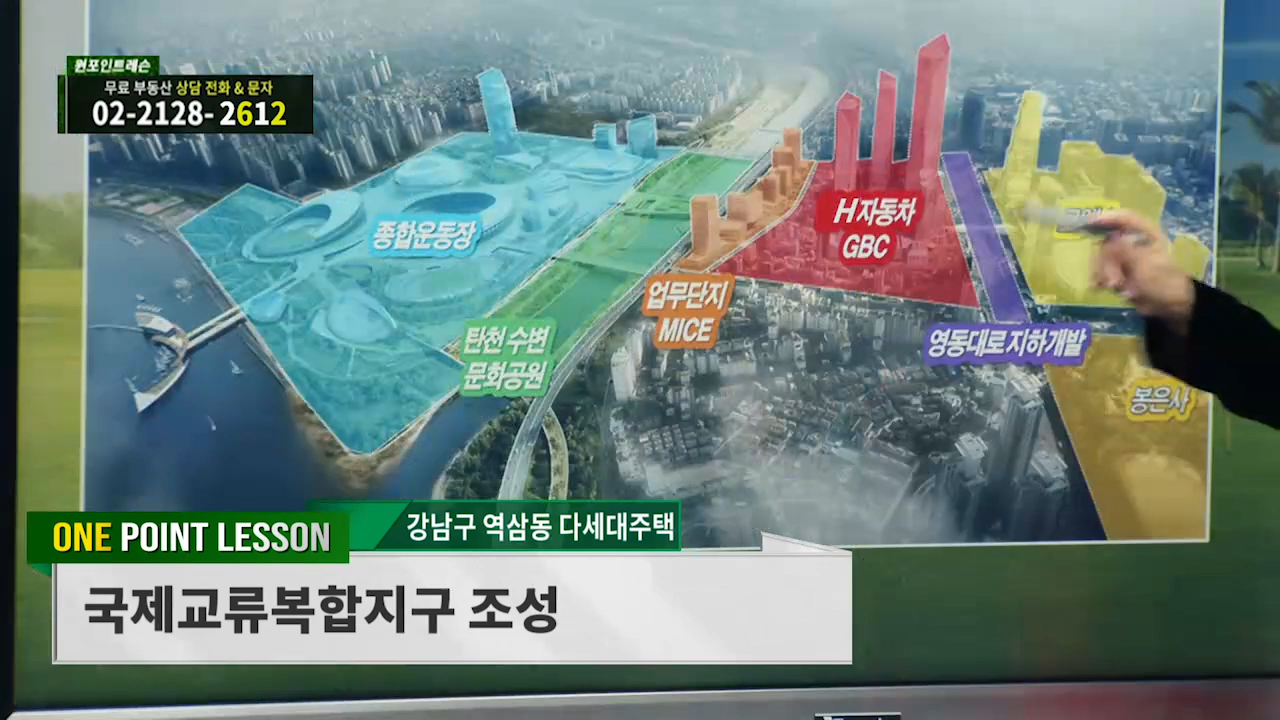 원포인트레슨
무료 부동산 상담 전화 & 문자
02-2128-2612
종합운동장
탄천 수변
문화공원
업무단지
MICE
H자동차
GBC
영동대로 지하개발
봉은사
ONE POINT LESSON
강남구 역삼동 다세대주택
국제교류복합지구 조성